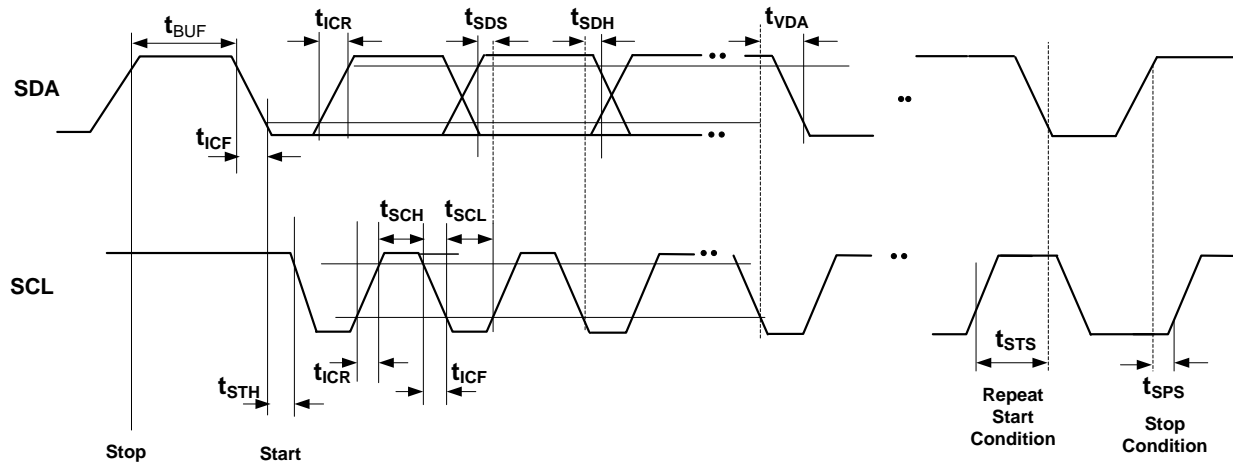 tBUF
tICR
tSDS
tSDH
tVDA
SDA
tICF
tSCH
tSCL
SCL
tSTH
tICR
tICF
tSTS
tSPS
Stop
Start
Repeat
Start
Condition
Stop
Condition